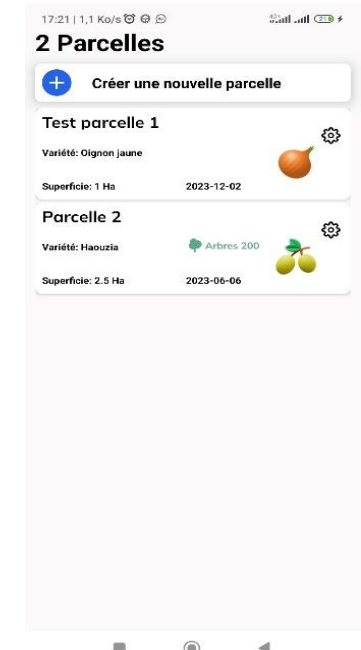 17:21 | 1,1 Ko/s
2 Parcelles
Créer une nouvelle parcelle
Test parcelle 1
Variété: Oignon jaune
Superficie: 1 Ha 2023-12-02
Parcelle 2
Variété: Haouzia Arbres 200
Superficie: 2.5 Ha 2023-06-06